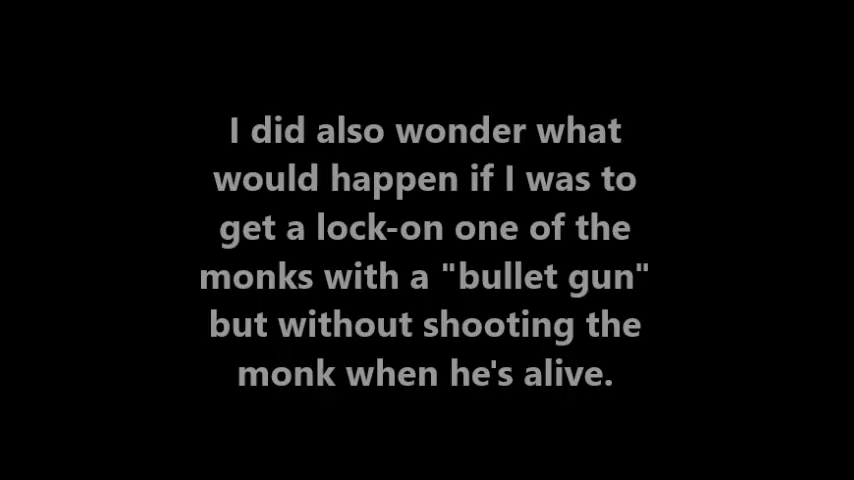 I did also wonder what
would happen if I was to
get a lock-on one of the
monks with a "bullet gun"
but without shooting the
monk when he's alive.